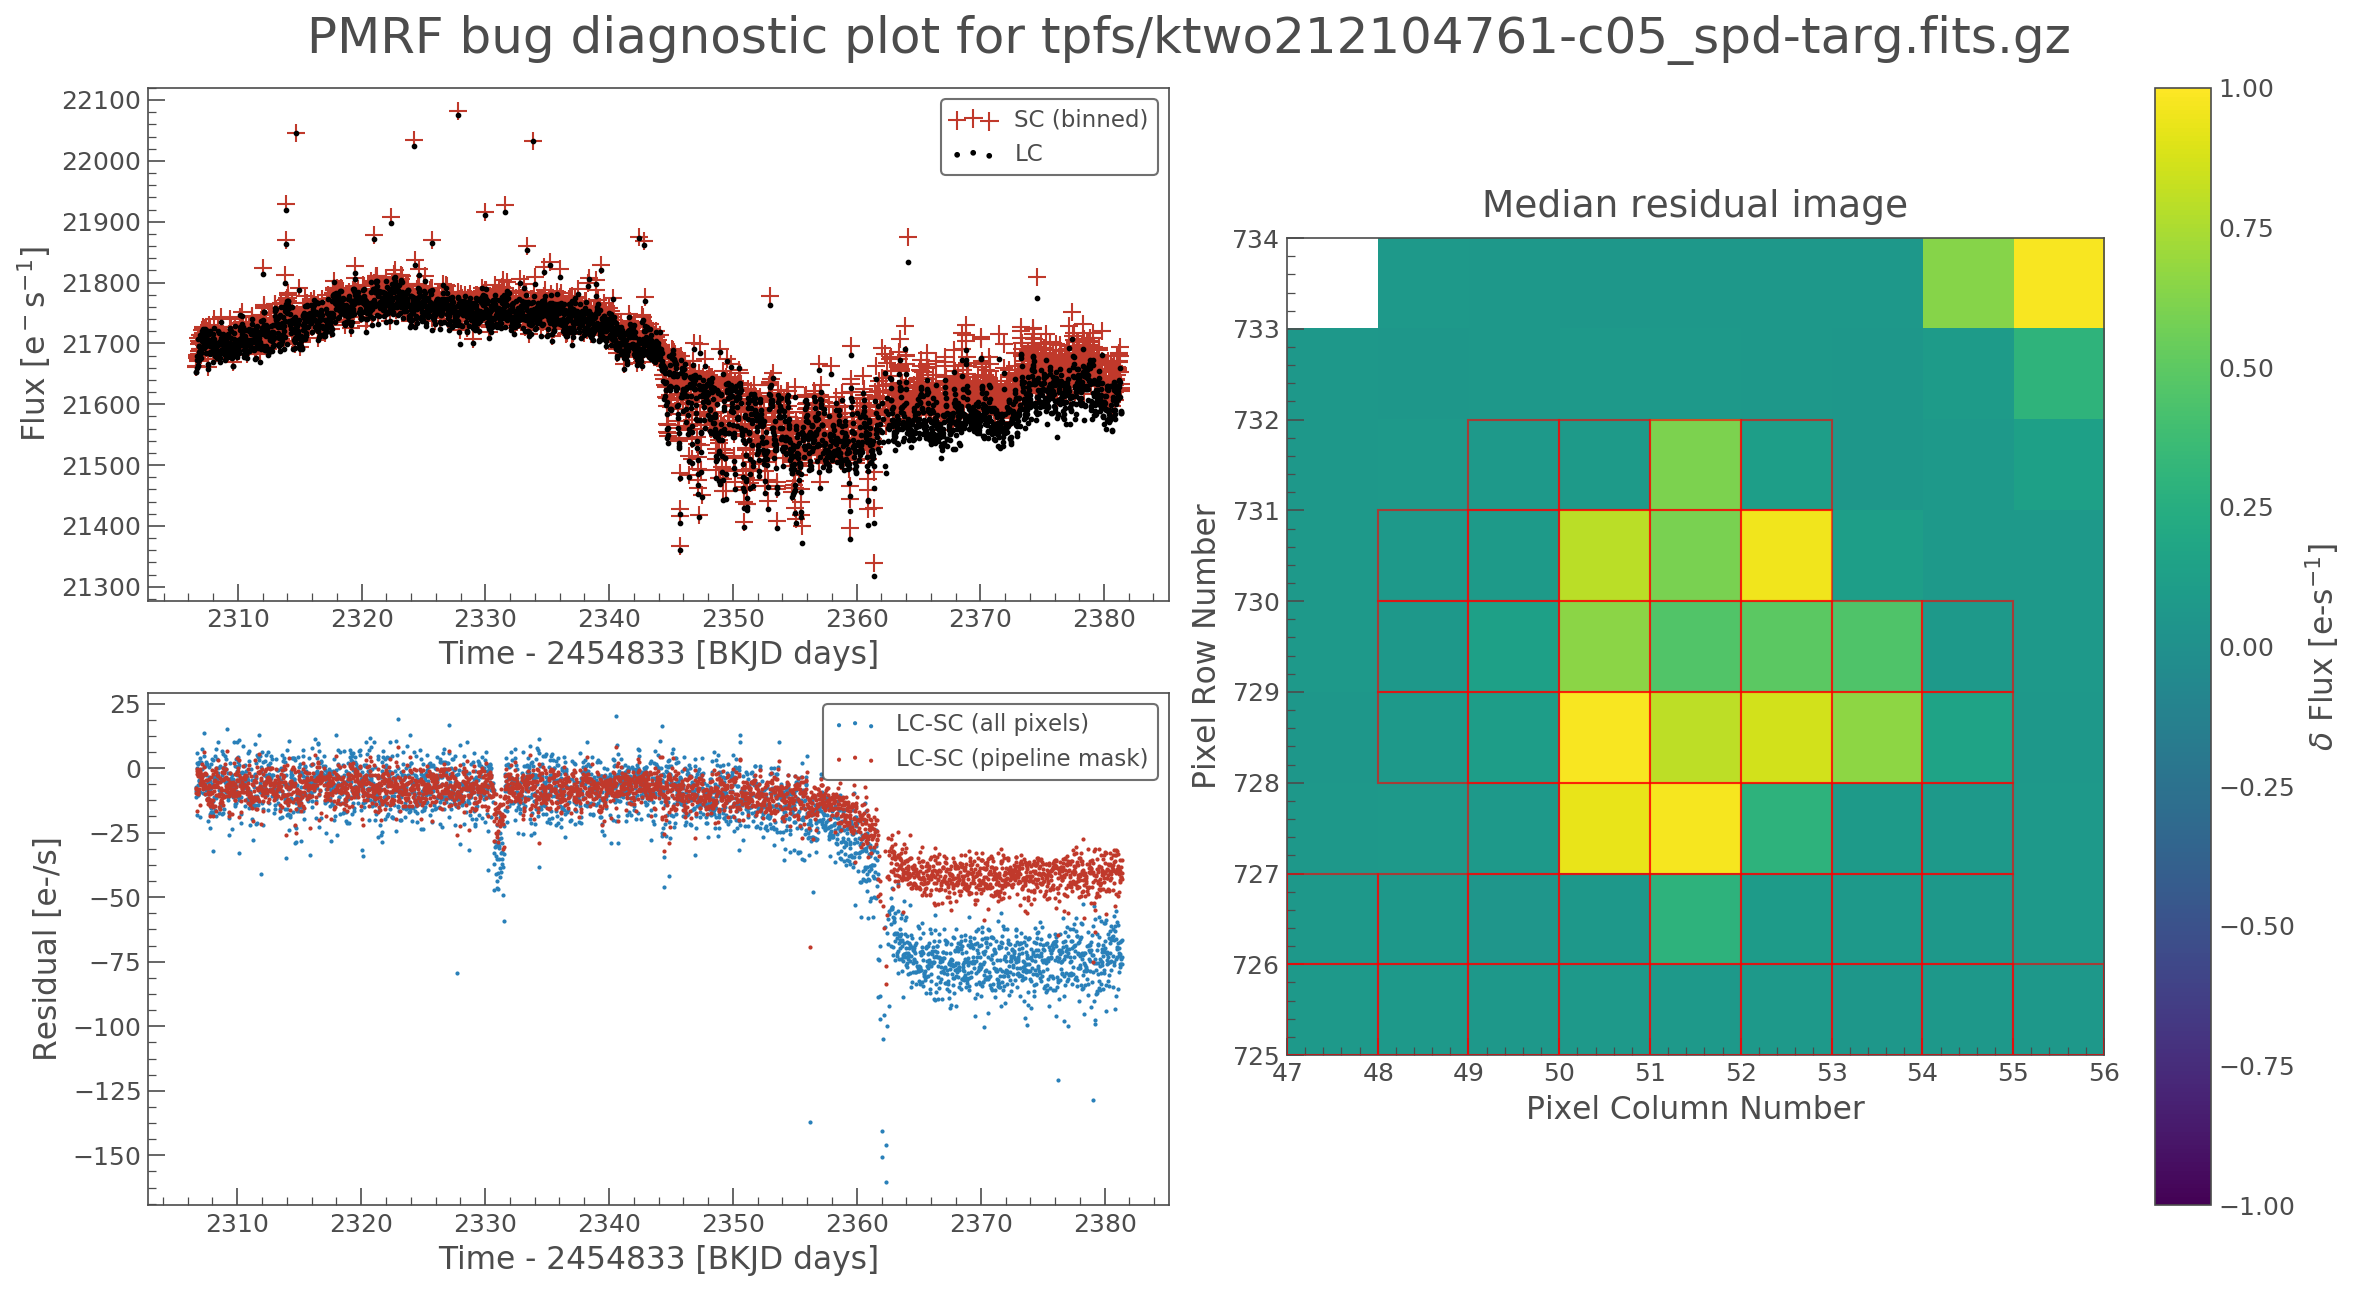 PMRF bug diagnostic plot for tpfs/ktwo212104761-c05_spd-targ.fits.gz
22100
22000
21900
21800
21700
21600
21500
21400
21300
Flux [e⁻ s⁻¹]
SC (binned)
LC
2310 2320 2330 2340 2350 2360 2370 2380
Time - 2454833 [BKJD days]
25
0
−25
−50
−75
−100
−125
−150
Residual [e-/s]
LC-SC (all pixels)
LC-SC (pipeline mask)
2310 2320 2330 2340 2350 2360 2370 2380
Time - 2454833 [BKJD days]
Median residual image
734
733
732
731
730
729
728
727
726
725
Pixel Row Number
47 48 49 50 51 52 53 54 55 56
Pixel Column Number
1.00
0.75
0.50
0.25
0.00
−0.25
−0.50
−0.75
−1.00
δ Flux [e-s⁻¹]